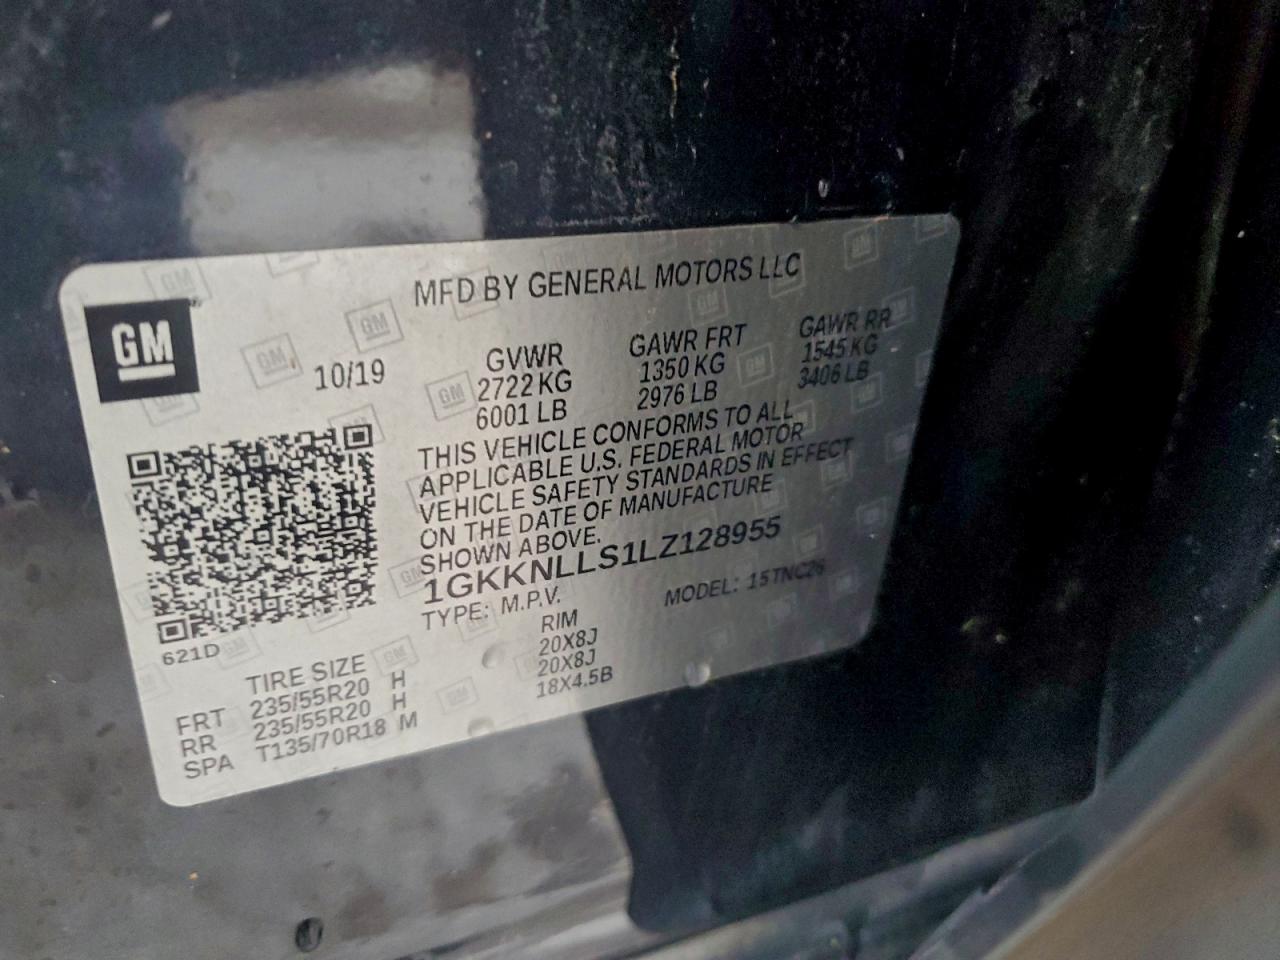 MFD BY GENERAL MOTORS LLC
GM
10/19
GVWR GAWR FRT GAWR RR
2722 KG 1350 KG 1545 KG
6001 LB 2976 LB 3406 LB
THIS VEHICLE CONFORMS TO ALL
APPLICABLE U.S. FEDERAL MOTOR
VEHICLE SAFETY STANDARDS IN EFFECT
ON THE DATE OF MANUFACTURE
SHOWN ABOVE.
1GKKNLLS1LZ128955
TYPE: M.P.V. MODEL: 15TNC26
621D
TIRE SIZE RIM
FRT 235/55R20 H 20X8J
RR 235/55R20 H 20X8J
SPA T135/70R18 M 18X4.5B